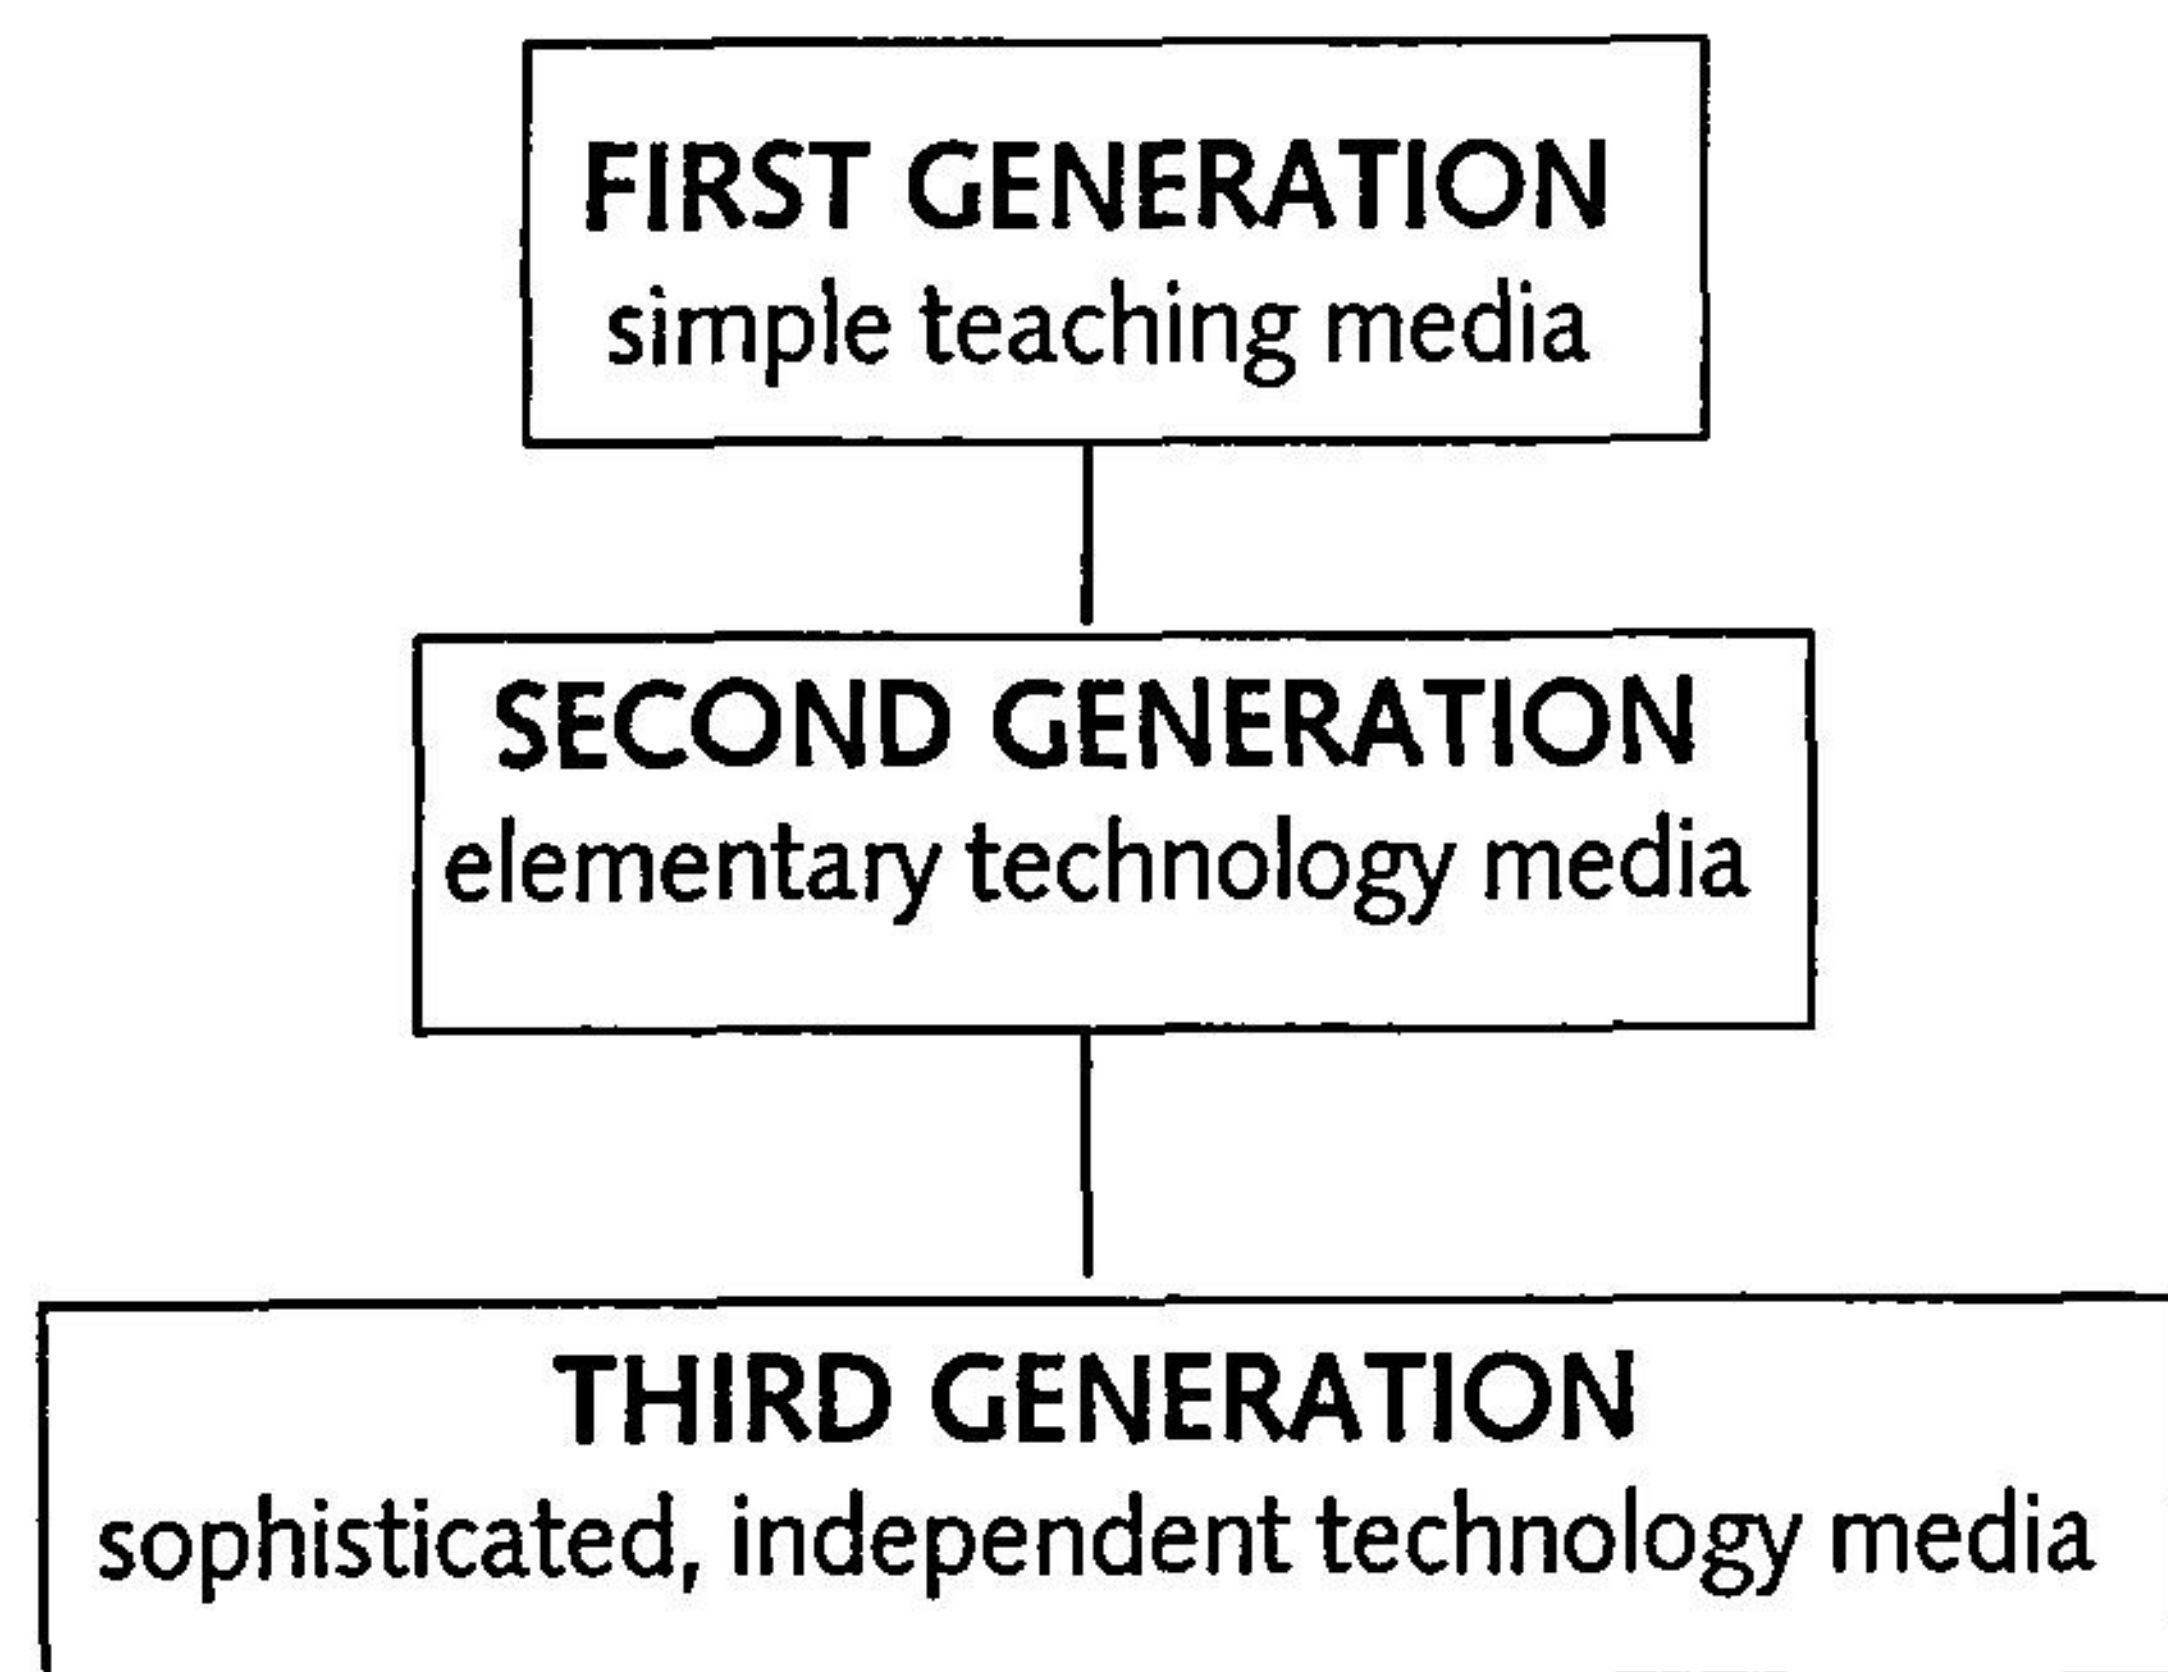 FIRST GENERATION
simple teaching media
SECOND GENERATION
elementary technology media
THIRD GENERATION
sophisticated, independent technology media